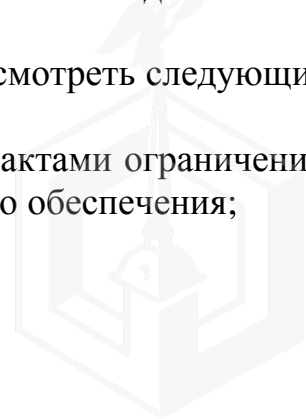 смотреть следующи
актами ограничени
о обеспечения;